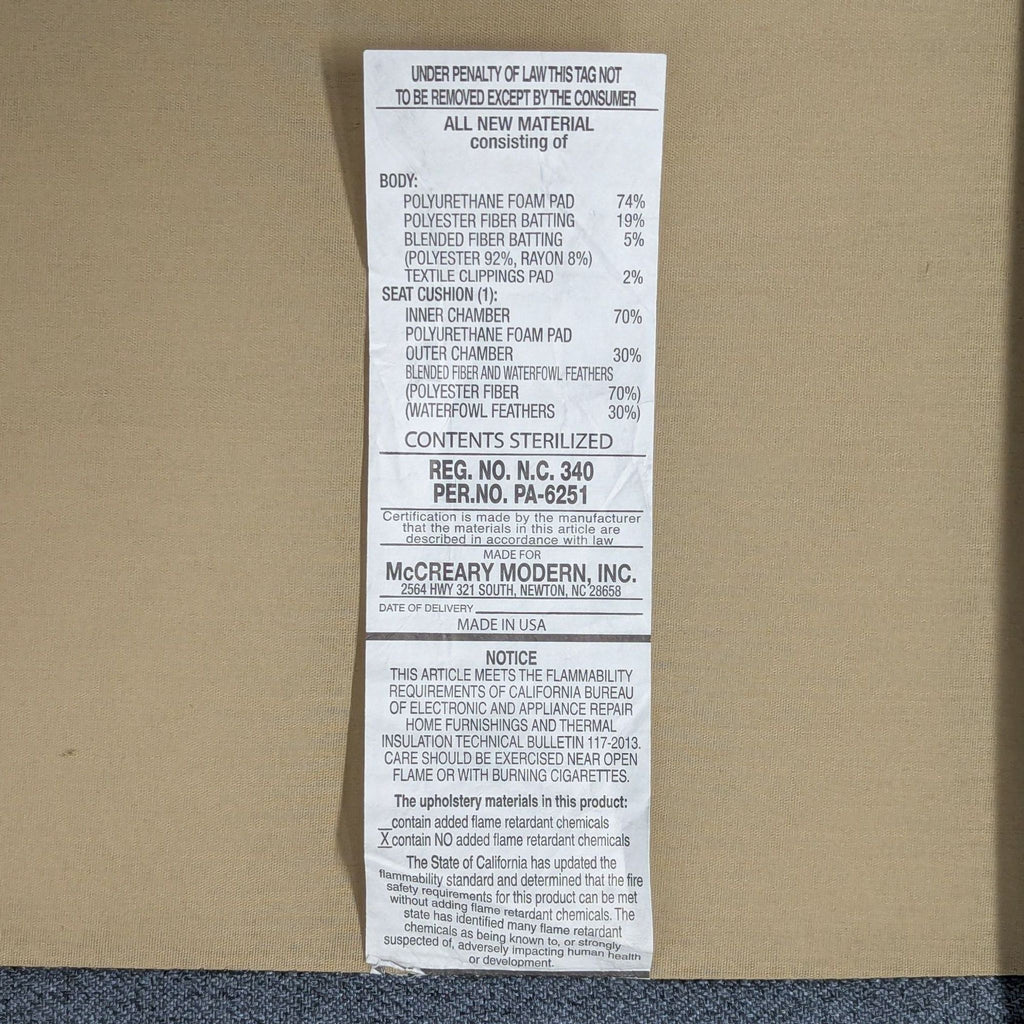 UNDER PENALTY OF LAW THIS TAG NOT
TO BE REMOVED EXCEPT BY THE CONSUMER
ALL NEW MATERIAL
consisting of
BODY:
POLYURETHANE FOAM PAD 74%
POLYESTER FIBER BATTING 19%
BLENDED FIBER BATTING 5%
(POLYESTER 92%, RAYON 8%)
TEXTILE CLIPPINGS PAD 2%
SEAT CUSHION (1):
INNER CHAMBER 70%
POLYURETHANE FOAM PAD
OUTER CHAMBER 30%
BLENDED FIBER AND WATERFOWL FEATHERS
(POLYESTER FIBER 70%)
(WATERFOWL FEATHERS 30%)
CONTENTS STERILIZED
REG. NO. N.C. 340
PER.NO. PA-6251
Certification is made by the manufacturer
that the materials in this article are
described in accordance with law
MADE FOR
McCREARY MODERN, INC.
2564 HWY 321 SOUTH, NEWTON, NC 28658
DATE OF DELIVERY
MADE IN USA
NOTICE
THIS ARTICLE MEETS THE FLAMMABILITY
REQUIREMENTS OF CALIFORNIA BUREAU
OF ELECTRONIC AND APPLIANCE REPAIR
HOME FURNISHINGS AND THERMAL
INSULATION TECHNICAL BULLETIN 117-2013.
CARE SHOULD BE EXERCISED NEAR OPEN
FLAME OR WITH BURNING CIGARETTES.
The upholstery materials in this product:
__contain added flame retardant chemicals
X contain NO added flame retardant chemicals
The State of California has updated the
flammability standard and determined that the fire
safety requirements for this product can be met
without adding flame retardant chemicals. The
state has identified many flame retardant
chemicals as being known to, or strongly
suspected of, adversely impacting human health
or development.